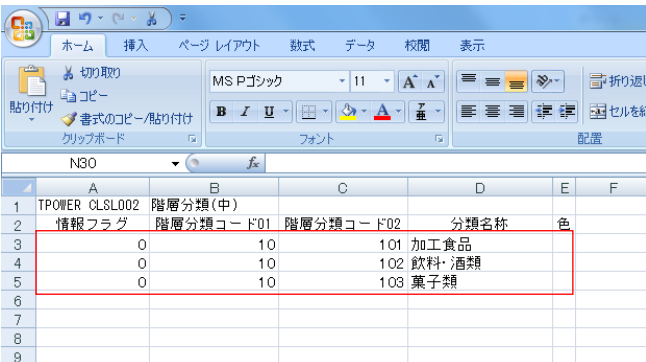 ホーム 挿入 ページ レイアウト 数式 データ 校閲 表示
切り取り
コピー
書式のコピー/貼り付け
貼り付け
クリップボード
MS Pゴシック 11 A A
B I U A
フォント
折り返し
セルを結
配置
N30 fx
A B C D E F
1 TPOWER CLSL002 階層分類(中)
2 情報フラグ 階層分類コード01 階層分類コード02 分類名称 色
3 0 10 101 加工食品
4 0 10 102 飲料・酒類
5 0 10 103 菓子類
6
7
8
9